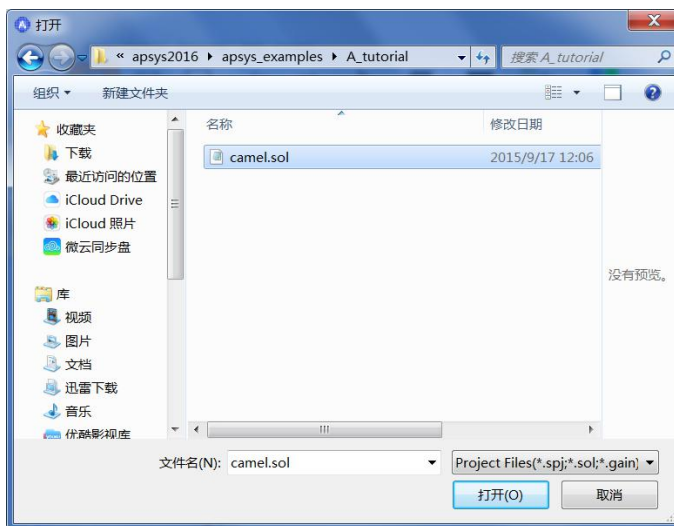 打开
« apsys2016 ▸ apsys_examples ▸ A_tutorial
搜索 A_tutorial
组织 新建文件夹
收藏夹
下载
最近访问的位置
iCloud Drive
iCloud 照片
微云同步盘
库
视频
图片
文档
迅雷下载
音乐
优酷影视库
名称 修改日期
camel.sol 2015/9/17 12:06
没有预览。
文件名(N): camel.sol Project Files(*.spj;*.sol;*.gain)
打开(O) 取消